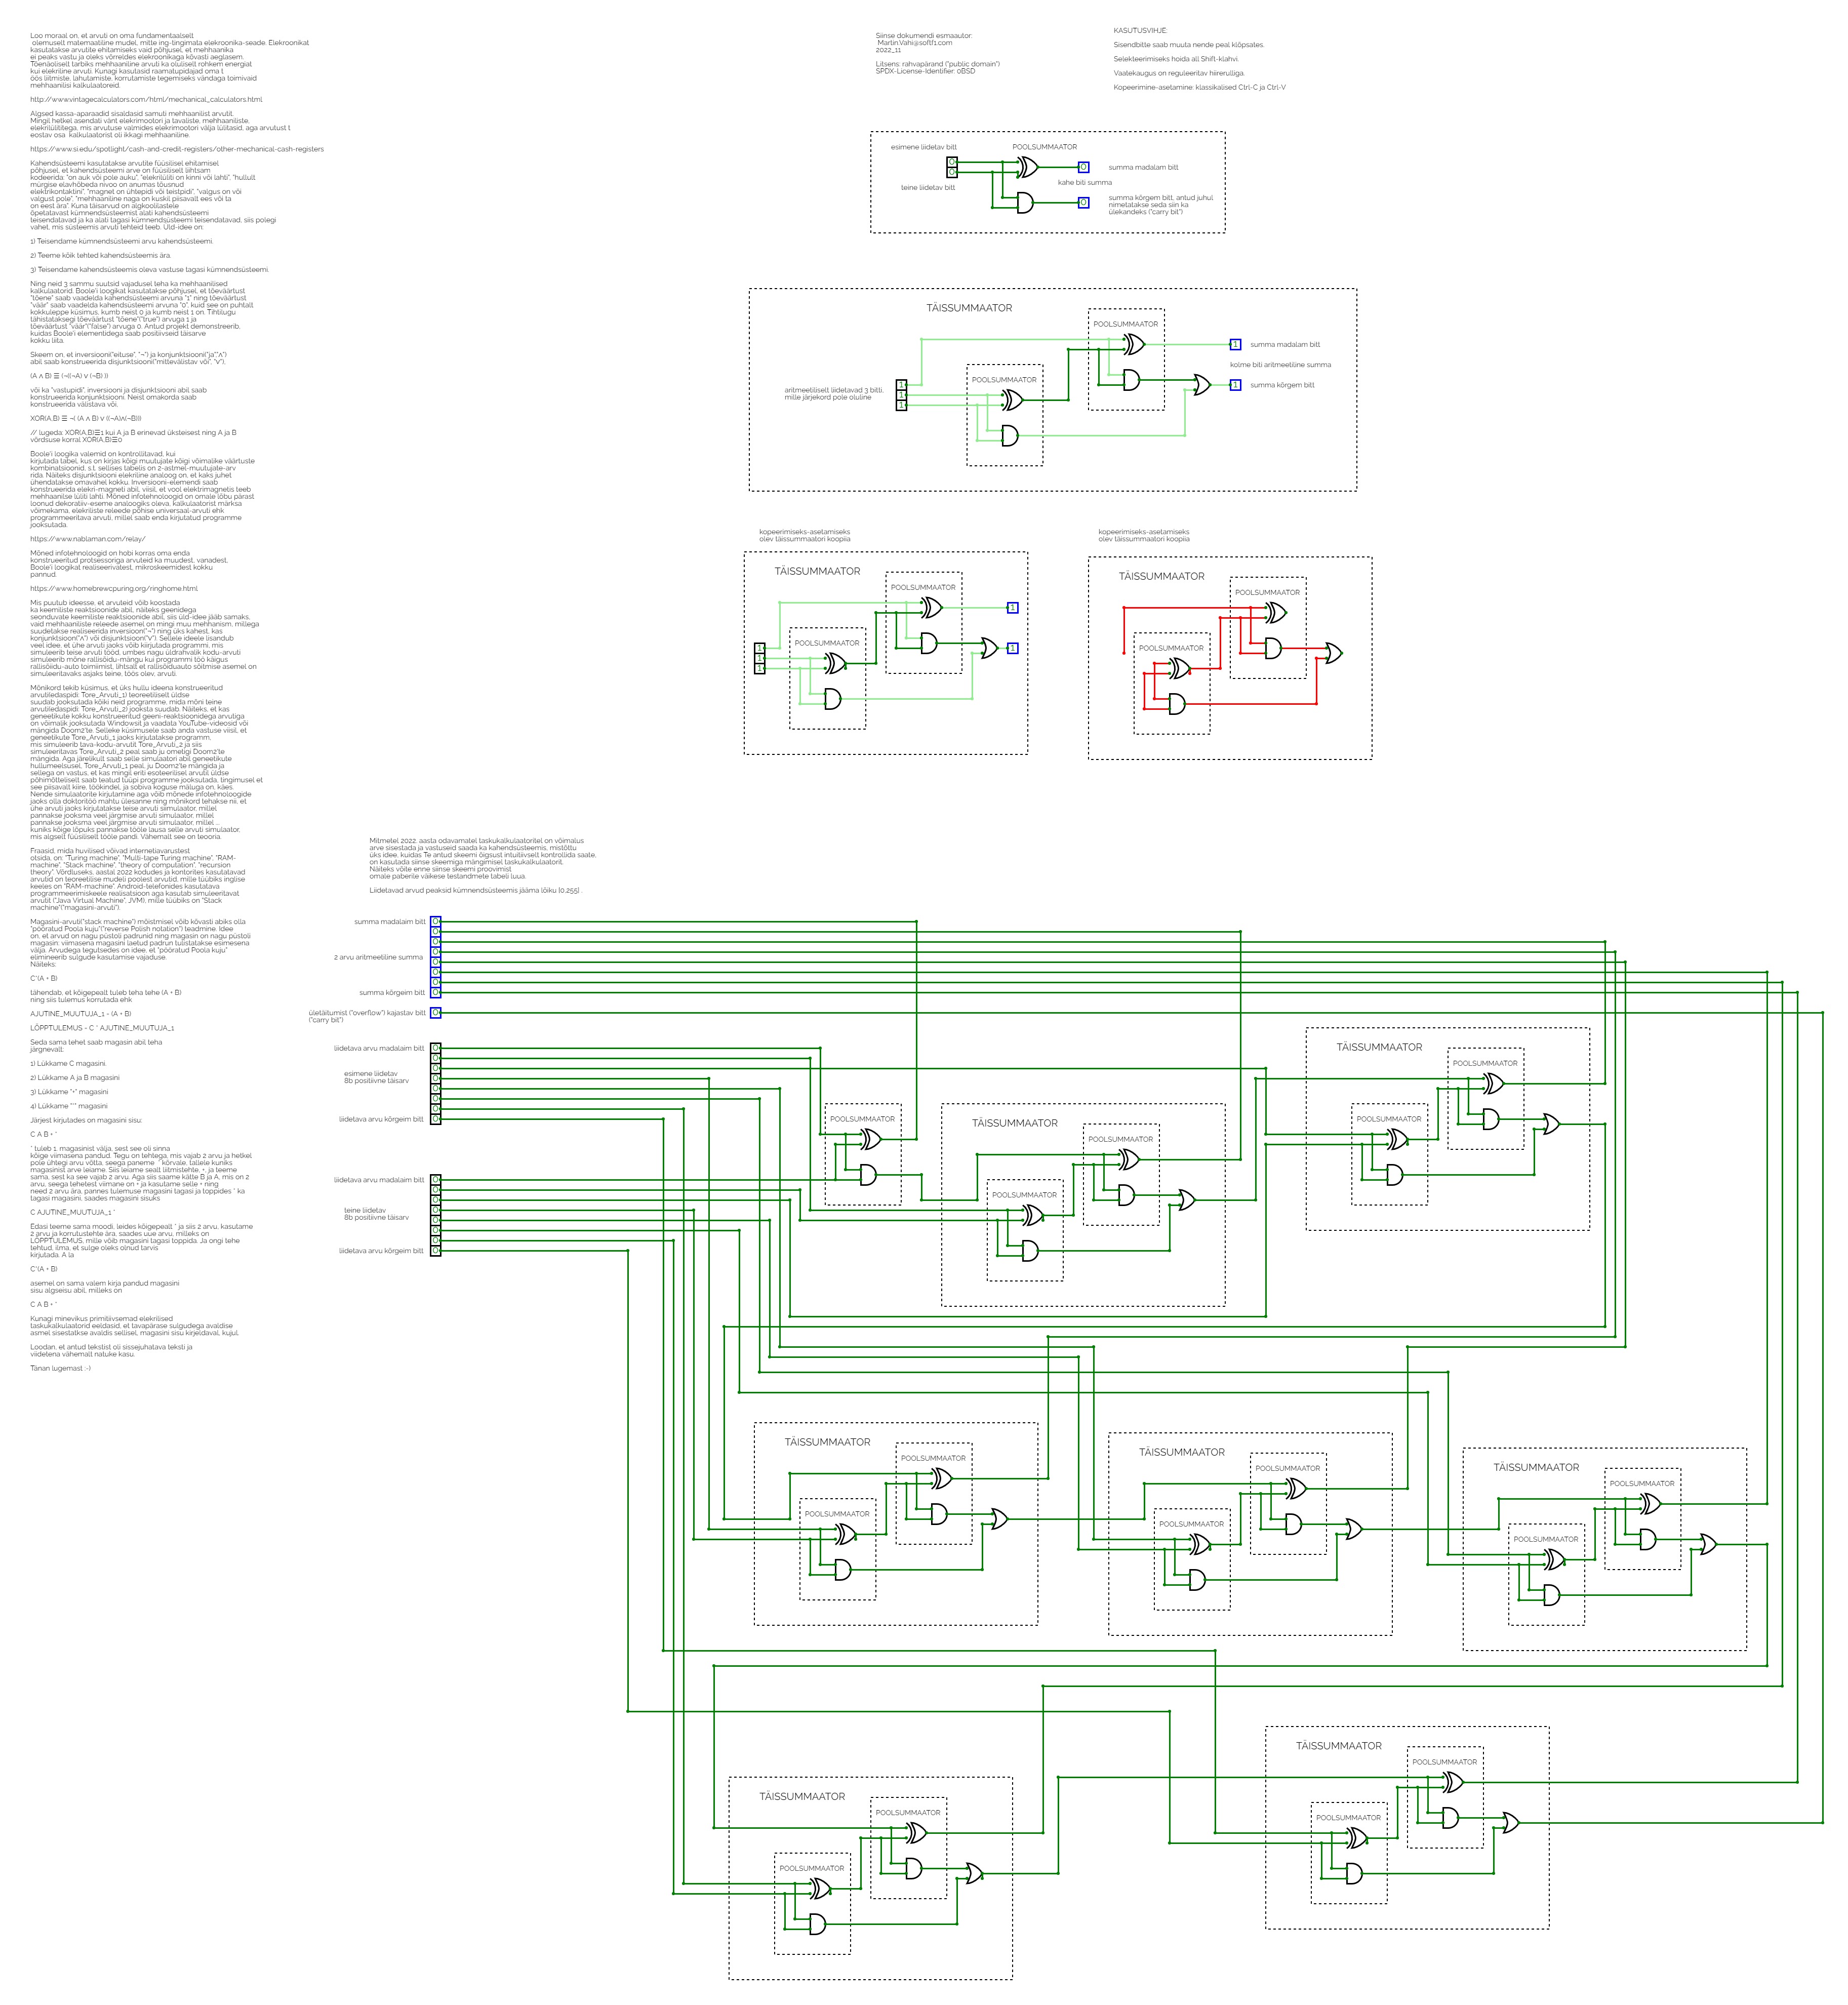 Loo moraal on, et arvuti on oma fundamentaalselt
olemuselt matemaatiline mudel, mitte ing-tingimata elekroonika-seade. Elekroonikat
kasutatakse arvutite ehitamiseks vaid põhjusel, et mehhaanika
ei peaks vastu ja oleks võrreldes elekroonikaga kõvasti aeglasem.
Tõenäoliselt tarbiks mehhaaniline arvuti ka oluliselt rohkem energiat
kui elekriline arvuti. Kunagi kasutasid raamatupidajad oma t
öös liitmiste, lahutamiste, korrutamiste tegemiseks vändaga toimivaid
mehhaanilisi kalkulaatoreid.
http://www.vintagecalculators.com/html/mechanical_calculators.html
Algsed kassa-aparaadid sisaldasid samuti mehhaanilist arvutit.
Mingil hetkel asendati vänt elekrimootori ja tavaliste, mehhaaniliste,
elekrilülititega, mis arvutuse valmides elekrimootori välja lülitasid, aga arvutust t
eostav osa kalkulaatorist oli ikkagi mehhaaniline.
https://www.si.edu/spotlight/cash-and-credit-registers/other-mechanical-cash-registers
Kahendsüsteemi kasutatakse arvutite füüsilisel ehitamisel
põhjusel, et kahendsüsteemi arve on füüsiliselt lihtsam
kodeerida: "on auk või pole auku", "elekrilüliti on kinni või lahti", "hullult
mürgise elavhõbeda nivoo on anumas tõusnud
elektrikontaktini", "magnet on ühtepidi või teistpidi", "valgus on või
valgust pole", "mehhaaniline naga on kuskil piisavalt ees või ta
on eest ära". Kuna täisarvud on algkoolilastele
õpetatavast kümnendsüsteemist alati kahendsüsteemi
teisendatavad ja ka alati tagasi kümnendsüsteemi teisendatavad, siis polegi
vahet, mis süsteemis arvuti tehteid teeb. Üld-idee on:
1) Teisendame kümnendsüsteemi arvu kahendsüsteemi.
2) Teeme kõik tehted kahendsüsteemis ära.
3) Teisendame kahendsüsteemis oleva vastuse tagasi kümnendsüsteemi.
Ning neid 3 sammu suutsid vajadusel teha ka mehhaanilised
kalkulaatorid. Boole'i loogikat kasutatakse põhjusel, et tõeväärtust
"tõene" saab vaadelda kahendsüsteemi arvuna "1" ning tõeväärtust
"väär" saab vaadelda kahendsüsteemi arvuna "0", kuid see on puhtalt
kokkuleppe küsimus, kumb neist 0 ja kumb neist 1 on. Tihtilugu
tähistataksegi tõeväärtust "tõene"("true") arvuga 1 ja
tõeväärtust "väär"("false") arvuga 0. Antud projekt demonstreerib,
kuidas Boole'i elementidega saab positiivseid täisarve
kokku liita.
Skeem on, et inversiooni("eituse", "¬") ja konjunktsiooni("ja","∧")
abil saab konstrueerida disjunktsiooni("mittevälistav või", "∨"),
(A ∧ B) ☰ (¬((¬A) ∨ (¬B) ))
või ka "vastupidi", inversiooni ja disjunktsiooni abil saab
konstrueerida konjunktsiooni. Neist omakorda saab
konstrueerida välistava või,
XOR(A,B) ☰ ¬( (A ∧ B) ∨ ((¬A)∧(¬B)))
// lugeda: XOR(A,B)☰1 kui A ja B erinevad üksteisest ning A ja B
võrdsuse korral XOR(A,B)☰0
Boole'i loogika valemid on kontrollitavad, kui
kirjutada tabel, kus on kirjas kõigi muutujate kõigi võimalike väärtuste
kombinatsioonid, s.t. sellises tabelis on 2-astmel-muutujate-arv
rida. Näiteks disjunktsiooni elekriline analoog on, et kaks juhet
ühendatakse omavahel kokku. Inversiooni-elemendi saab
konstrueerida elekri-magneti abil, viisil, et vool elektrimagnetis teeb
mehhaanilse lüliti lahti. Mõned infotehnoloogid on omale lõbu pärast
loonud dekoratiiv-eseme analoogiks oleva, kalkulaatorist märksa
võimekama, elekriliste releede põhise universaal-arvuti ehk
programmeeritava arvuti, millel saab enda kirjutatud programme
jooksutada.
https://www.nablaman.com/relay/
Mõned infotehnoloogid on hobi korras oma enda
konstrueeritud protsessoriga arvuteid ka muudest, vanadest,
Boole'i loogikat realiseerivatest, mikroskeemidest kokku
pannud:
https://www.homebrewcpuring.org/ringhome.html
Mis puutub ideesse, et arvuteid võib koostada
ka keemiliste reaktsioonide abil, näiteks geenidega
seonduvate keemiliste reaktsioonide abil, siis üld-idee jääb samaks,
vaid mehhaaniliste releede asemel on mingi muu mehhanism, millega
suudetakse realiseerida inversiooni("¬") ning üks kahest, kas
konjunktsioon("∧") või disjunktsioon("∨"). Sellele ideele lisandub
veel idee, et ühe arvuti jaoks võib kirjutada programmi, mis
simuleerib teise arvuti tööd, umbes nagu üldrahvalik kodu-arvuti
simuleerib mõne rallisõidu-mängu kui programmi töö käigus
rallisõidu-auto toimimist, lihtsalt et rallisõiduauto sõitmise asemel on
simuleeritavaks asjaks teine, töös olev, arvuti.
Mõnikord tekib küsimus, et üks hullu ideena konstrueeritud
arvuti(edaspidi: Tore_Arvuti_1) teoreetiliselt üldse
suudab jooksutada kõiki neid programme, mida mõni teine
arvuti(edaspidi: Tore_Arvuti_2) jooksta suudab. Näiteks, et kas
geneetikute kokku konstrueeritud geeni-reaktsioonidega arvutiga
on võimalik jooksutada Windowsit ja vaadata YouTube-videosid või
mängida Doom2'te. Selleke küsimusele saab anda vastuse viisil, et
geneetikute Tore_Arvuti_1 jaoks kirjutatakse programm,
mis simuleerib tava-kodu-arvutit Tore_Arvuti_2 ja siis
simuleeritavas Tore_Arvuti_2 peal saab ju ometigi Doom2'te
mängida. Aga järelikult saab selle simulaatori abil geneetikute
hullumeelsusel, Tore_Arvuti_1 peal, ju Doom2'te mängida ja
sellega on vastus, et kas mingil eriti esoteerilisel arvutil üldse
põhimõtteliselt saab teatud tüüpi programme jooksutada, tingimusel et
see piisavalt kiire, töökindel, ja sobiva koguse mäluga on, käes.
Nende simulaatorite kirjutamine aga võib mõnede infotehnoloogide
jaoks olla doktoritöö mahtu ülesanne ning mõnikord tehakse nii, et
ühe arvuti jaoks kirjutatakse teise arvuti siimulaator, millel
pannakse jooksma veel järgmise arvuti simulaator, millel
pannakse jooksma veel järgmise arvuti simulaator, millel ...
kuniks kõige lõpuks pannakse tööle lausa selle arvuti simulaator,
mis algselt füüsiliselt tööle pandi. Vähemalt see on teooria.
Fraasid, mida huvilised võivad internetiavarustest
otsida, on: "Turing machine", "Multi-tape Turing machine", "RAM-
machine", "Stack machine", "theory of computation", "recursion
theory". Võrdluseks, aastal 2022 kodudes ja kontorites kasutatavad
arvutid on teoreetilise mudeli poolest arvutid, mille tüübiks inglise
keeles on "RAM-machine". Android-telefonides kasutatava
programmeerimiskeele realisatsioon aga kasutab simuleeritavat
arvutit ("Java Virtual Machine", JVM), mille tüübiks on "Stack
machine"("magasini-arvuti").
Magasini-arvuti("stack machine") mõistmisel võib kõvasti abiks olla
"pööratud Poola kuju"("reverse Polish notation") teadmine. Idee
on, et arvud on nagu püstoli padrunid ning magasin on nagu püstoli
magasin: viimasena magasini laetud padrun tulistatakse esimesena
välja. Arvudega tegutsedes on idee, et "pööratud Poola kuju"
elimineerib sulgude kasutamise vajaduse.
Näiteks:
C*(A + B)
tähendab, et kõigepealt tuleb teha tehe (A + B)
ning siis tulemus korrutada ehk
AJUTINE_MUUTUJA_1 = (A + B)
LÕPPTULEMUS = C * AJUTINE_MUUTUJA_1
Seda sama tehet saab magasin abil teha
järgnevalt:
1) Lükkame C magasini.
2) Lükkame A ja B magasini
3) Lükkame "+" magasini
4) Lükkame "*" magasini
Järjest kirjutades on magasini sisu:
C A B + *
* tuleb 1. magasinist välja, sest see oli sinna
kõige viimasena pandud. Tegu on tehtega, mis vajab 2 arvu ja hetkel
pole ühtegi arvu võtta, seega paneme * kõrvale, tallele kuniks
magasinist arve leiame. Siis leiame sealt liitmistehte, +, ja teeme
sama, sest ka see vajab 2 arvu. Aga siis saame kätte B ja A, mis on 2
arvu, seega tehetest viimane on + ja kasutame selle + ning
need 2 arvu ära, pannes tulemuse magasini tagasi ja toppides * ka
tagasi magasini, saades magasini sisuks
C AJUTINE_MUUTUJA_1 *
Edasi teeme sama moodi, leides kõigepealt * ja siis 2 arvu, kasutame
2 arvu ja korrutustehte ära, saades uue arvu, milleks on
LÕPPTULEMUS, mille võib magasini tagasi toppida. Ja ongi tehe
tehtud, ilma, et sulge oleks olnud tarvis
kirjutada. A la
C*(A + B)
asemel on sama valem kirja pandud magasini
sisu algseisu abil, milleks on
C A B + *
Kunagi minevikus primitiivsemad elekrilised
taskukalkulaatorid eeldasid, et tavapärase sulgudega avaldise
asmel sisestatkse avaldis sellisel, magasini sisu kirjeldaval, kujul.
Loodan, et antud tekstist oli sissejuhatava teksti ja
viidetena vähemalt natuke kasu.
Tänan lugemast :-)
Siinse dokumendi esmaautor:
Martin.Vahi@softf1.com
2022_11
Litsens: rahvapärand ("public domain")
SPDX-License-Identifier: 0BSD
KASUTUSVIHJE:
Sisendbitte saab muuta nende peal klõpsates.
Selekteerimiseks hoida all Shift-klahvi.
Vaatekaugus on reguleeritav hiirerulliga.
Kopeerimine-asetamine: klassikalised Ctrl-C ja Ctrl-V
esimene liidetav bitt
POOLSUMMAATOR
0
0
0
summa madalam bitt
kahe biti summa
teine liidetav bitt
0
summa kõrgem bitt, antud juhul
nimetatakse seda siin ka
ülekandeks ("carry bit")
TÄISSUMMAATOR
POOLSUMMAATOR
1
summa madalam bitt
kolme biti aritmeetiline summa
POOLSUMMAATOR
aritmeetiliselt liidetavad 3 bitti,
mille järjekord pole oluline
1
1
1
1
summa kõrgem bitt
kopeerimiseks-asetamiseks
olev täissummaatori koopiia
TÄISSUMMAATOR
POOLSUMMAATOR
1
POOLSUMMAATOR
1
1
1
1
kopeerimiseks-asetamiseks
olev täissummaatori koopiia
TÄISSUMMAATOR
POOLSUMMAATOR
POOLSUMMAATOR
Mitmetel 2022. aasta odavamatel taskukalkulaatoritel on võimalus
arve sisestada ja vastuseid saada ka kahendsüsteemis, mistõttu
üks idee, kuidas Te antud skeemi õigsust intuitiivselt kontrollida saate,
on kasutada siinse skeemiga mängimisel taskukalkulaatorit.
Näiteks võite enne siinse skeemi proovimist
omale paberile väikese testandmete tabeli luua.
Liidetavad arvud peaksid kümnendsüsteemis jääma lõiku [0,255] .
summa madalaim bitt
0
0
0
0
2 arvu aritmeetiline summa
0
0
0
summa kõrgeim bitt
0
ületäitumist ("overflow") kajastav bitt
("carry bit")
0
liidetava arvu madalaim bitt
0
0
0
esimene liidetav
8b positiivne täisarv
0
0
0
0
liidetava arvu kõrgeim bitt
0
liidetava arvu madalaim bitt
0
0
0
teine liidetav
8b positiivne täisarv
0
0
0
0
liidetava arvu kõrgeim bitt
0
POOLSUMMAATOR
TÄISSUMMAATOR
POOLSUMMAATOR
POOLSUMMAATOR
TÄISSUMMAATOR
POOLSUMMAATOR
POOLSUMMAATOR
TÄISSUMMAATOR
POOLSUMMAATOR
POOLSUMMAATOR
TÄISSUMMAATOR
POOLSUMMAATOR
POOLSUMMAATOR
TÄISSUMMAATOR
POOLSUMMAATOR
POOLSUMMAATOR
TÄISSUMMAATOR
POOLSUMMAATOR
POOLSUMMAATOR
TÄISSUMMAATOR
POOLSUMMAATOR
POOLSUMMAATOR